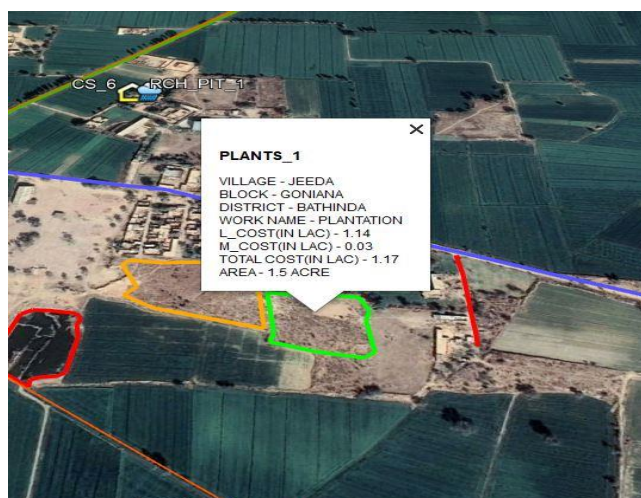 CS_6 RCH_PIT_1
PLANTS_1
VILLAGE - JEEDA
BLOCK - GONIANA
DISTRICT - BATHINDA
WORK NAME - PLANTATION
L_COST(IN LAC) - 1.14
M_COST(IN LAC) - 0.03
TOTAL COST(IN LAC) - 1.17
AREA - 1.5 ACRE